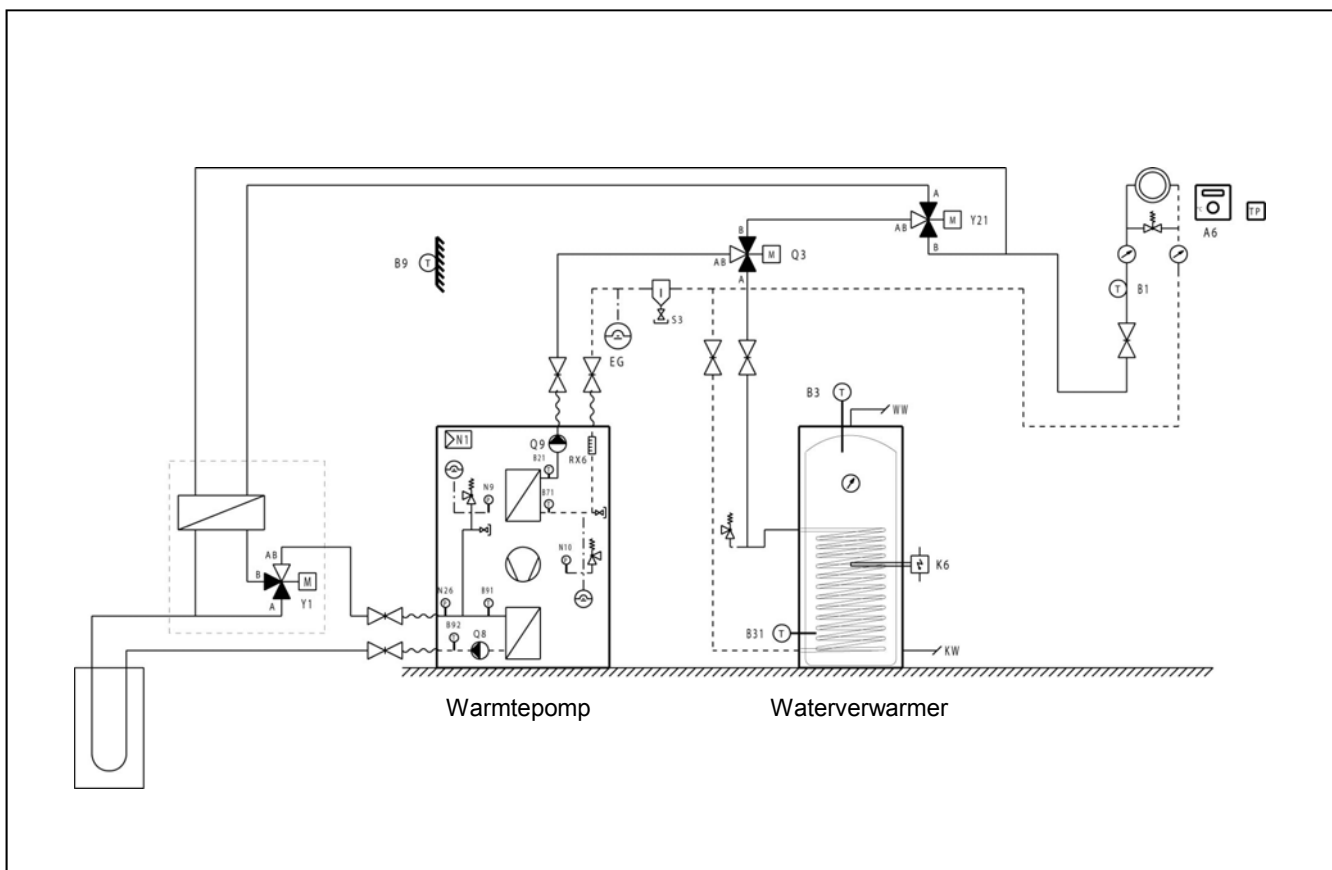 A
AB
M
Y21
B
°C
A6
TP
B
AB
M
Q3
A
B9
T
T
B1
S3
EG
B3
T
WW
N1
Q9
B21
RX6
N9
P
B71
N10
P
K6
AB
B
M
A
Y1
N26
P
B91
B92
Q8
B31
T
KW
Warmtepomp
Waterverwarmer